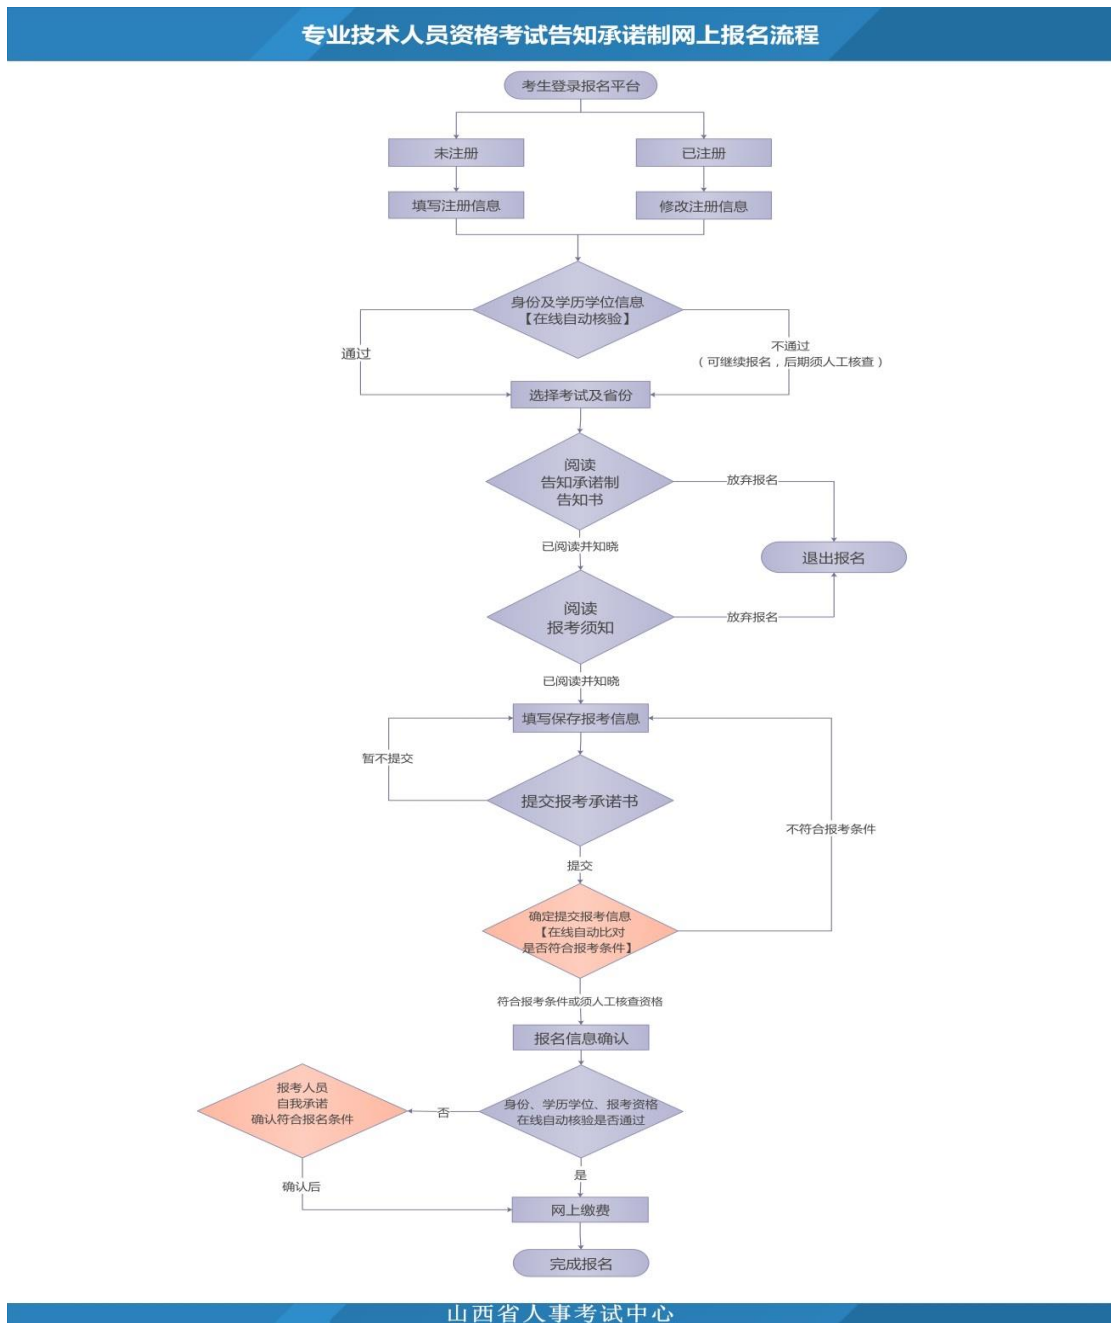 专业技术人员资格考试告知承诺制网上报名流程
考生登录报名平台
未注册
已注册
填写注册信息
修改注册信息
身份及学历学位信息
【在线自动核验】
通过
不通过
（可继续报名，后期须人工核查）
选择考试及省份
阅读
告知承诺制
告知书
放弃报名
已阅读并知晓
退出报名
阅读
报考须知
放弃报名
已阅读并知晓
填写保存报考信息
暂不提交
提交报考承诺书
不符合报考条件
提交
确定提交报考信息
【在线自动比对
是否符合报考条件】
符合报考条件或须人工核查资格
报名信息确认
报考人员
自我承诺
确认符合报名条件
否
身份、学历学位、报考资格
在线自动核验是否通过
是
确认后
网上缴费
完成报名
山西省人事考试中心